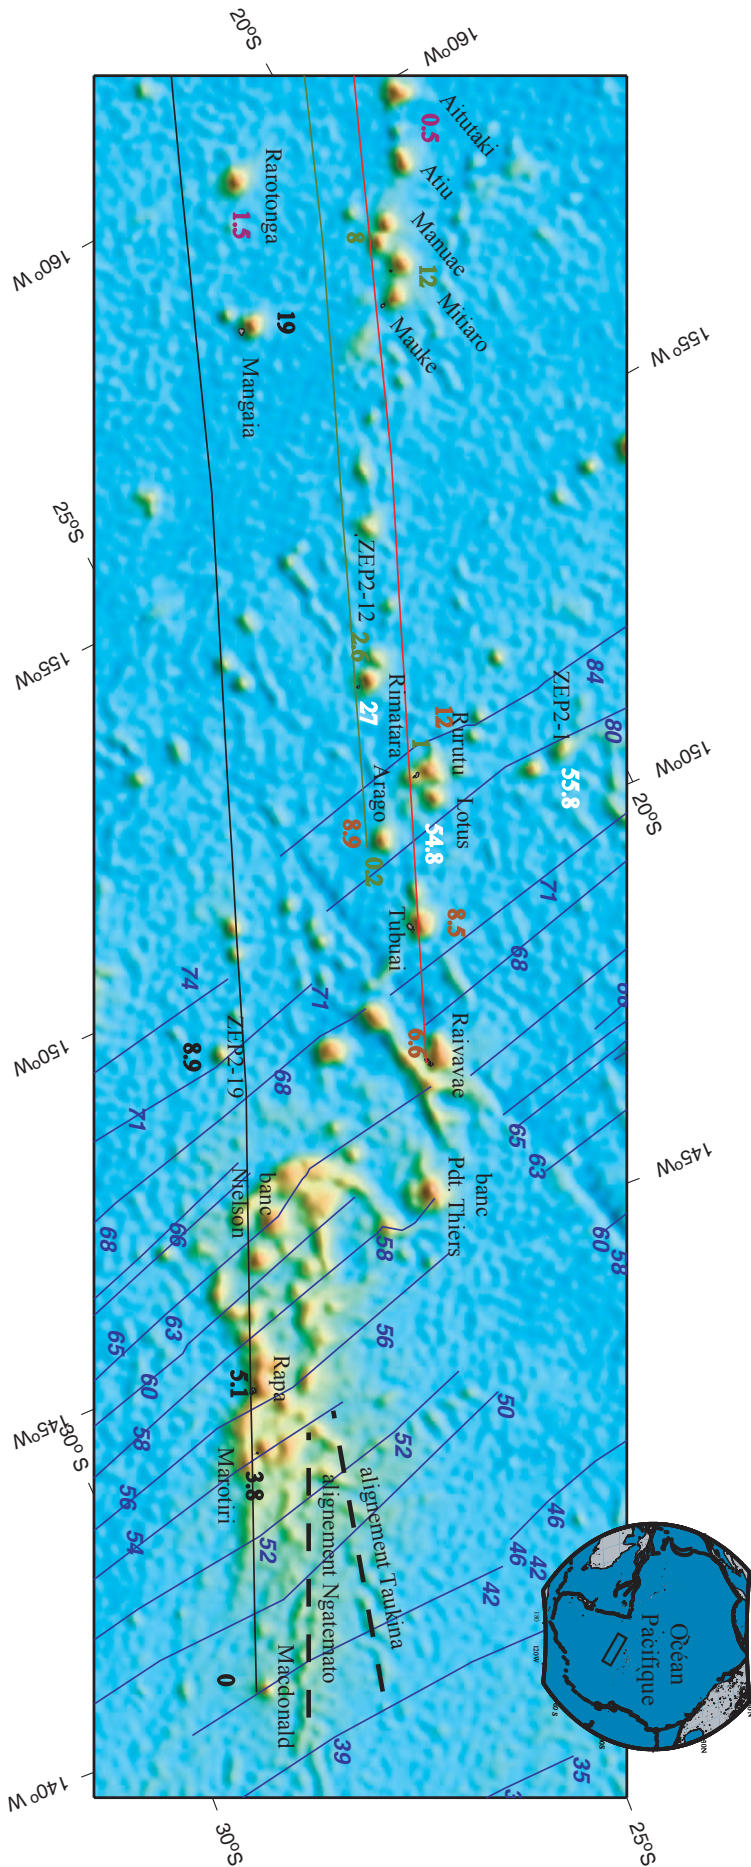 20°S
160°W
Aitutaki
0.5
Atiu
Manuae
8
12
Mitiaro
Mauke
Rarotonga
1.5
160° W
19
Mangaia
155° W
25°S
ZEP2-12
2.6
27
Rimatara
12
Rurutu
1
Lotus
54.8
Arago
8.9
0.2
ZEP2-1
55.8
84
80
150° W
20°S
155° W
8.5
Tubuai
71
68
74
71
68
Raivavae
6.6
65
63
60
58
ZEP2-19
8.9
150° W
71
68
66
145° W
banc
Pdt. Thiers
banc
Nielson
58
56
63
65
60
58
56
54
Rapa
5.1
50
52
145° W
30° S
3.8
Marotiri
52
alignement Taukina
alignement Ngatemato
Macdonald
0
46
46
42
42
39
35
Océan
Pacifique
180
120W
140° W
30°S
25°S